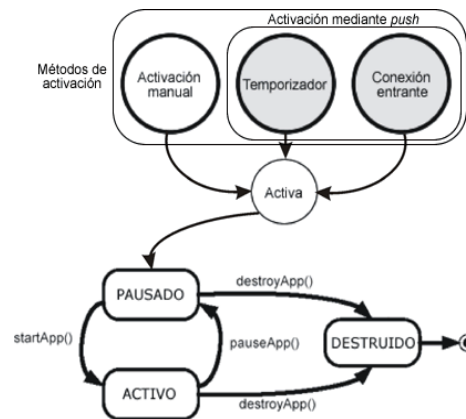 Activación mediante push
Métodos de
activación
Activación
manual
Temporizador
Conexión
entrante
Activa
PAUSADO
destroyApp()
startApp()
pauseApp()
DESTRUIDO
ACTIVO
destroyApp()